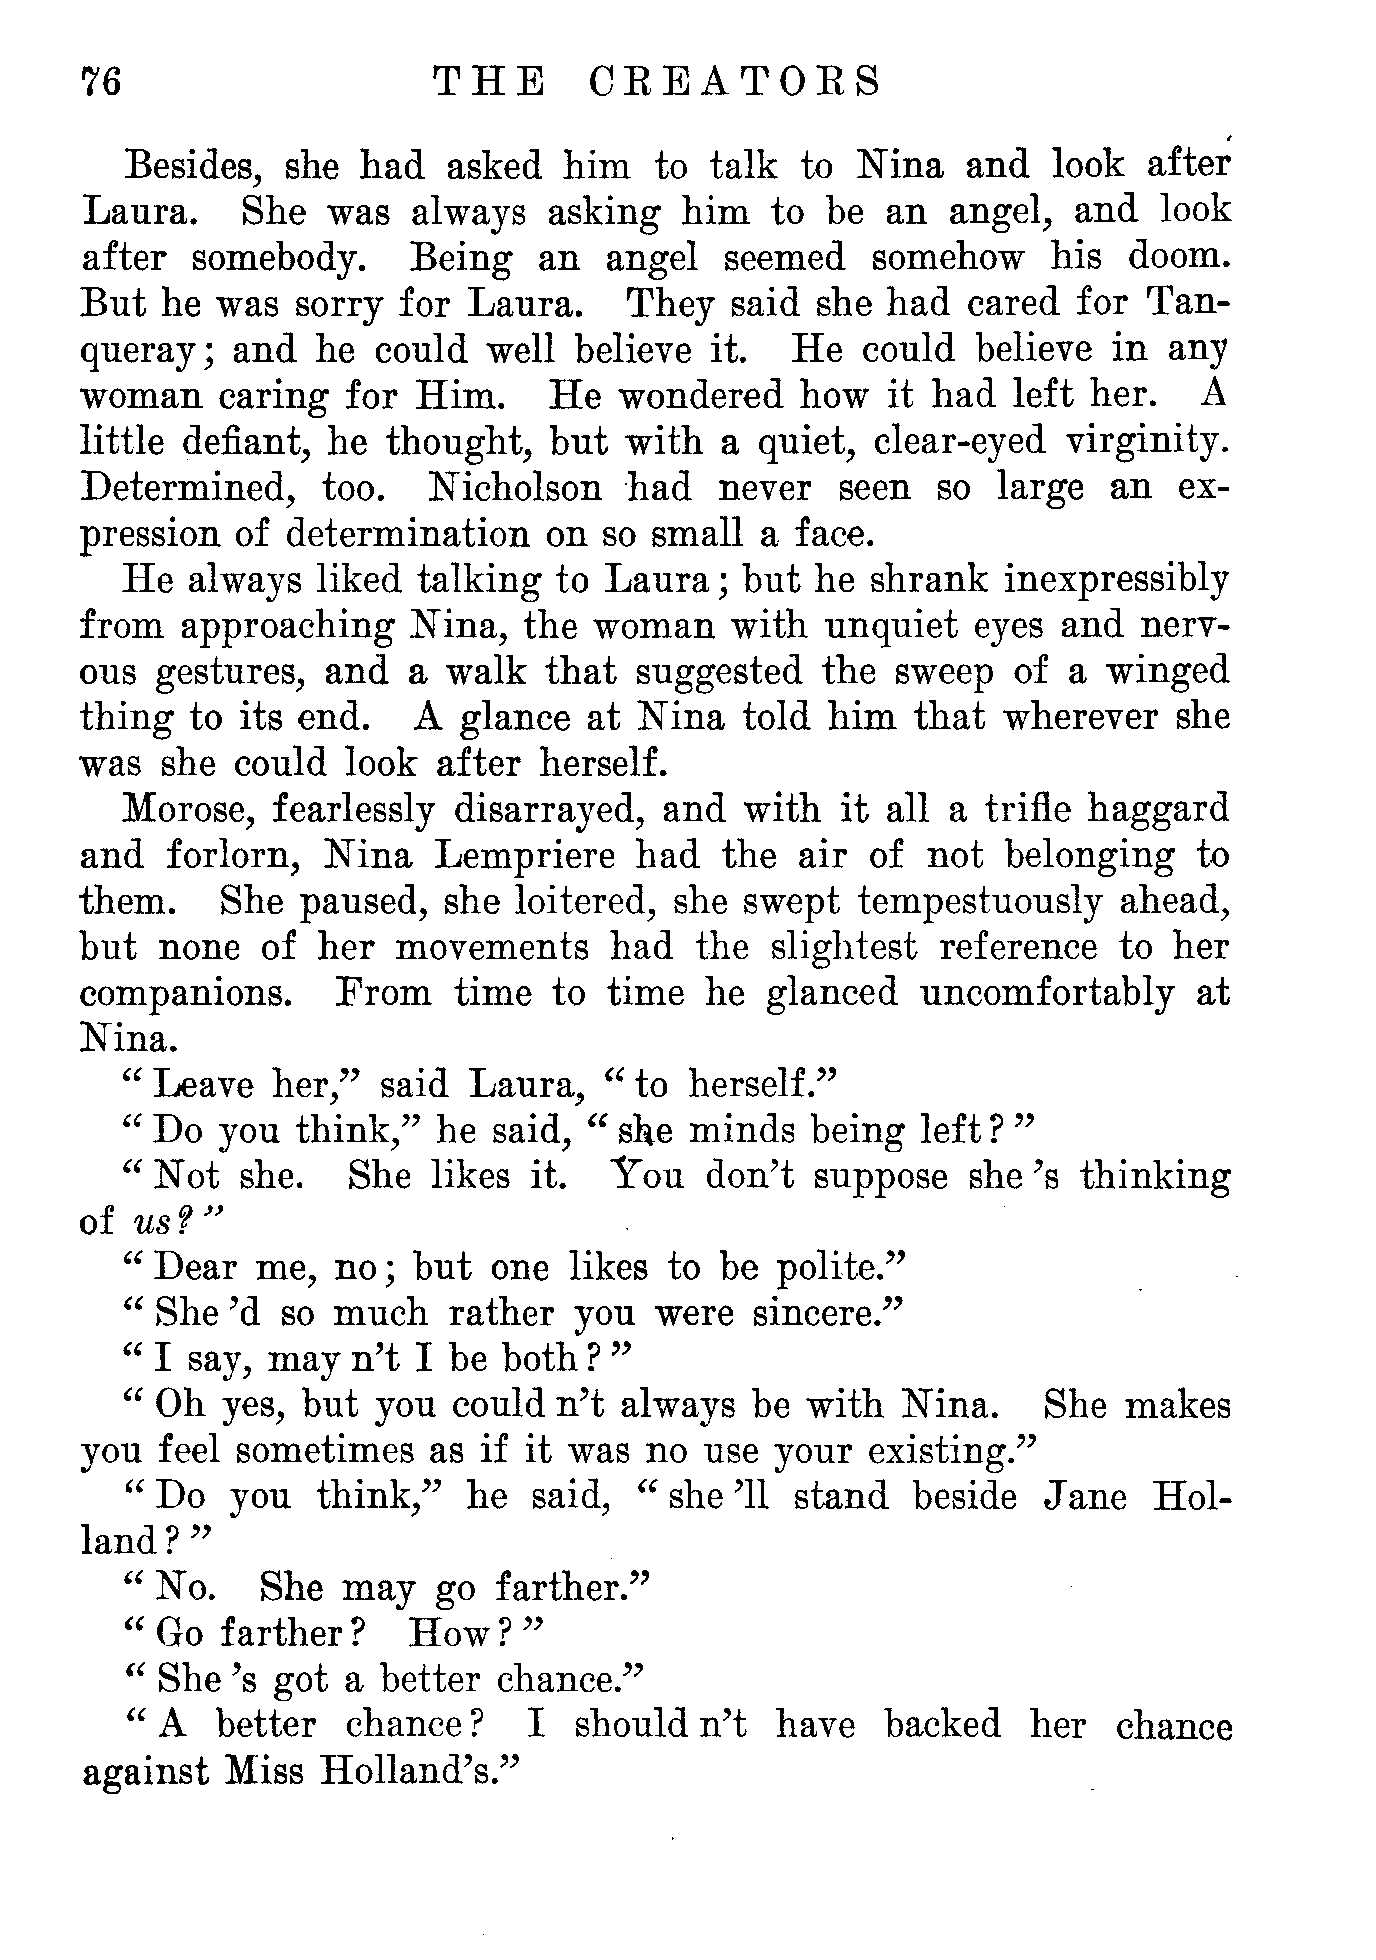 76 THE CREATORS
Besides, she had asked him to talk to Nina and look after
Laura. She was always asking him to be an angel, and look
after somebody. Being an angel seemed somehow his doom.
But he was sorry for Laura. They said she had cared for Tan-
queray; and he could well believe it. He could believe in any
woman caring for Him. He wondered how it had left her. A
little defiant, he thought, but with a quiet, clear-eyed virginity.
Determined, too. Nicholson had never seen so large an ex-
pression of determination on so small a face.
He always liked talking to Laura; but he shrank inexpressibly
from approaching Nina, the woman with unquiet eyes and nerv-
ous gestures, and a walk that suggested the sweep of a winged
thing to its end. A glance at Nina told him that wherever she
was she could look after herself.
Morose, fearlessly disarrayed, and with it all a trifle haggard
and forlorn, Nina Lempriere had the air of not belonging to
them. She paused, she loitered, she swept tempestuously ahead,
but none of her movements had the slightest reference to her
companions. From time to time he glanced uncomfortably at
Nina.
“Leave her,” said Laura, “to herself.”
“Do you think,” he said, “she minds being left?”
“Not she. She likes it. You don’t suppose she ’s thinking
of us?”
“Dear me, no; but one likes to be polite.”
“She ’d so much rather you were sincere.”
“I say, may n’t I be both?”
“Oh yes, but you could n’t always be with Nina. She makes
you feel sometimes as if it was no use your existing.”
“Do you think,” he said, “she ’ll stand beside Jane Hol-
land?”
“No. She may go farther.”
“Go farther? How?”
“She ’s got a better chance.”
“A better chance? I should n’t have backed her chance
against Miss Holland’s.”